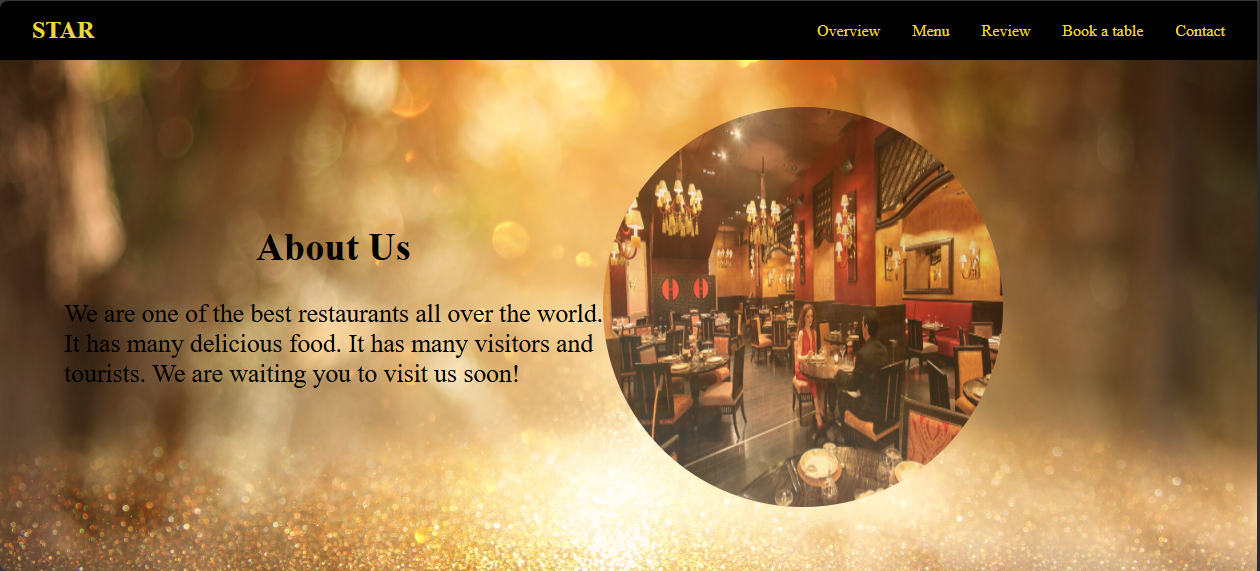 STAR
Overview Menu Review Book a table Contact
About Us
We are one of the best restaurants all over the world.
It has many delicious food. It has many visitors and
tourists. We are waiting you to visit us soon!